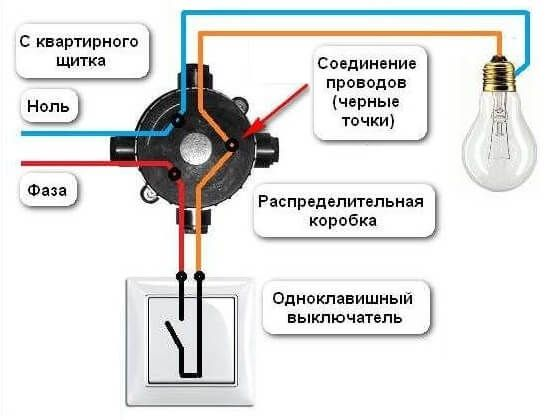 С квартирного
щитка
Ноль
Фаза
Соединение
проводов
(черные
точки)
Распределительная
коробка
Одноклавишный
выключатель